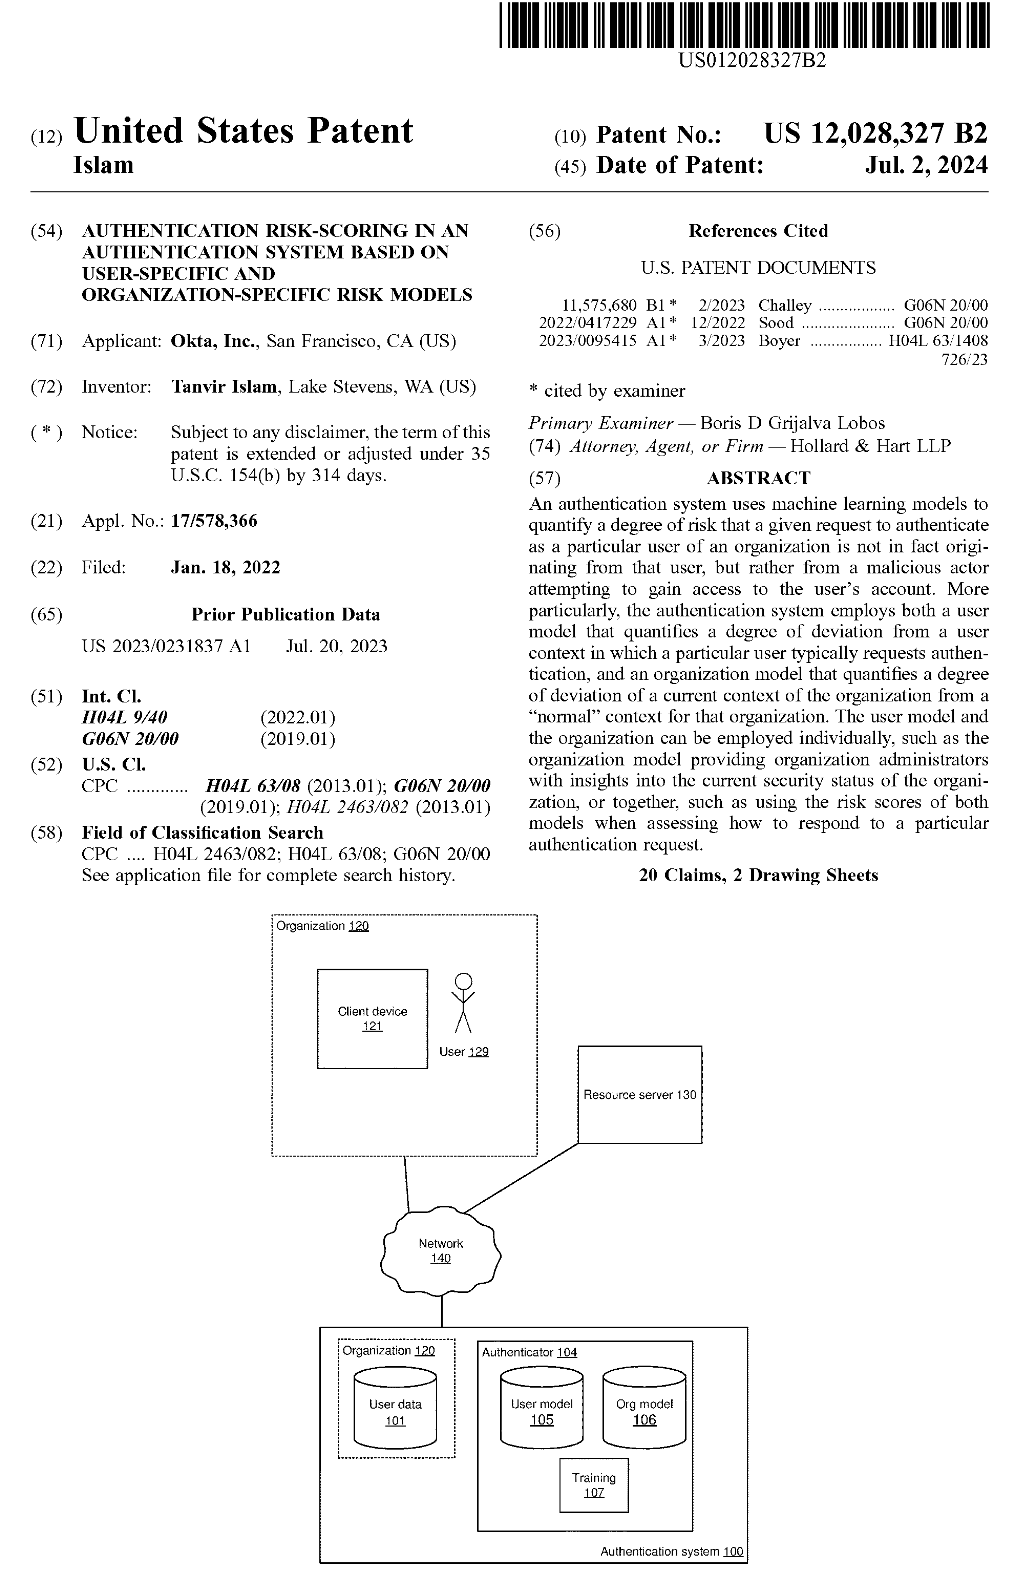 US012028327B2
(12) United States Patent
Islam
(10) Patent No.: US 12,028,327 B2
(45) Date of Patent: Jul. 2, 2024
(54) AUTHENTICATION RISK-SCORING IN AN
AUTHENTICATION SYSTEM BASED ON
USER-SPECIFIC AND
ORGANIZATION-SPECIFIC RISK MODELS
(71) Applicant: Okta, Inc., San Francisco, CA (US)
(72) Inventor: Tanvir Islam, Lake Stevens, WA (US)
( * ) Notice: Subject to any disclaimer, the term of this
patent is extended or adjusted under 35
U.S.C. 154(b) by 314 days.
(21) Appl. No.: 17/578,366
(22) Filed: Jan. 18, 2022
(65) Prior Publication Data
US 2023/0231837 A1 Jul. 20, 2023
(51) Int. Cl.
H04L 9/40 (2022.01)
G06N 20/00 (2019.01)
(52) U.S. Cl.
CPC ............. H04L 63/08 (2013.01); G06N 20/00
(2019.01); H04L 2463/082 (2013.01)
(58) Field of Classification Search
CPC .... H04L 2463/082; H04L 63/08; G06N 20/00
See application file for complete search history.
(56) References Cited
U.S. PATENT DOCUMENTS
11,575,680 B1 * 2/2023 Challey .................. G06N 20/00
2022/0417229 A1 * 12/2022 Sood ...................... G06N 20/00
2023/0095415 A1 * 3/2023 Boyer ................. H04L 63/1408
726/23
* cited by examiner
Primary Examiner — Boris D Grijalva Lobos
(74) Attorney, Agent, or Firm — Hollard & Hart LLP
(57) ABSTRACT
An authentication system uses machine learning models to
quantify a degree of risk that a given request to authenticate
as a particular user of an organization is not in fact origi-
nating from that user, but rather from a malicious actor
attempting to gain access to the user's account. More
particularly, the authentication system employs both a user
model that quantifies a degree of deviation from a user
context in which a particular user typically requests authen-
tication, and an organization model that quantifies a degree
of deviation of a current context of the organization from a
“normal” context for that organization. The user model and
the organization can be employed individually, such as the
organization model providing organization administrators
with insights into the current security status of the organi-
zation, or together, such as using the risk scores of both
models when assessing how to respond to a particular
authentication request.
20 Claims, 2 Drawing Sheets
Organization 120
Client device
121
User 129
Resource server 130
Network
140
Organization 120
User data
101
Authenticator 104
User model
105
Org model
106
Training
107
Authentication system 100